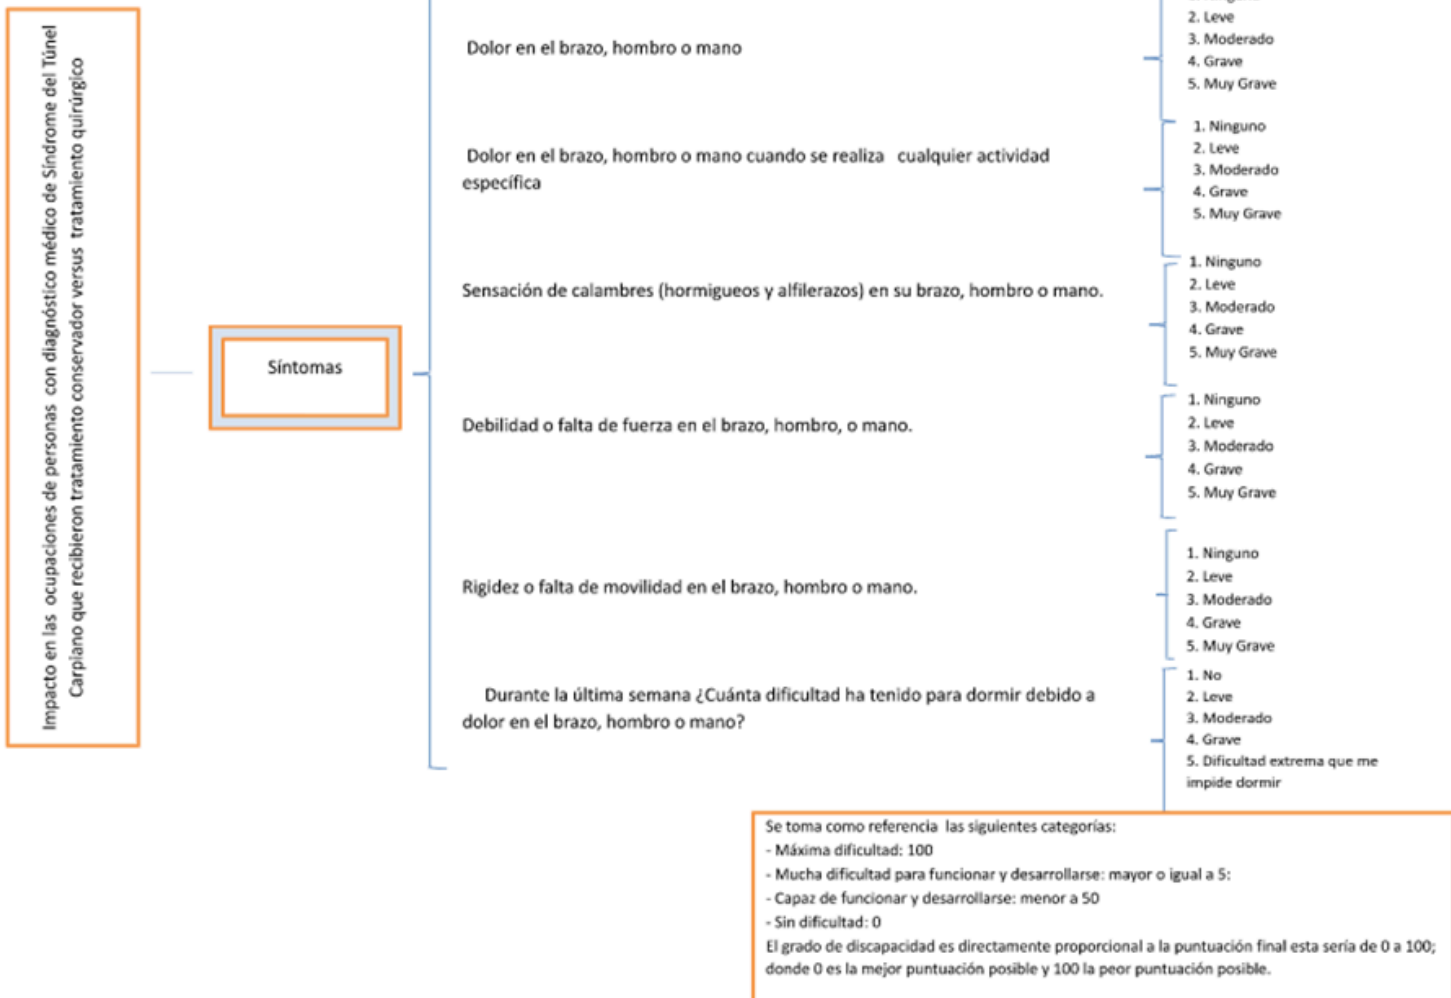 Impacto en las ocupaciones de personas con diagnóstico médico de Síndrome del Túnel
Carpiano que recibieron tratamiento conservador versus tratamiento quirúrgico
Síntomas
Dolor en el brazo, hombro o mano
2. Leve
3. Moderado
4. Grave
5. Muy Grave
Dolor en el brazo, hombro o mano cuando se realiza cualquier actividad
específica
1. Ninguno
2. Leve
3. Moderado
4. Grave
5. Muy Grave
Sensación de calambres (hormigueos y alfilerazos) en su brazo, hombro o mano.
1. Ninguno
2. Leve
3. Moderado
4. Grave
5. Muy Grave
Debilidad o falta de fuerza en el brazo, hombro, o mano.
1. Ninguno
2. Leve
3. Moderado
4. Grave
5. Muy Grave
Rigidez o falta de movilidad en el brazo, hombro o mano.
1. Ninguno
2. Leve
3. Moderado
4. Grave
5. Muy Grave
Durante la última semana ¿Cuánta dificultad ha tenido para dormir debido a
dolor en el brazo, hombro o mano?
1. No
2. Leve
3. Moderado
4. Grave
5. Dificultad extrema que me
impide dormir
Se toma como referencia las siguientes categorías:
- Máxima dificultad: 100
- Mucha dificultad para funcionar y desarrollarse: mayor o igual a 5:
- Capaz de funcionar y desarrollarse: menor a 50
- Sin dificultad: 0
El grado de discapacidad es directamente proporcional a la puntuación final esta sería de 0 a 100;
donde 0 es la mejor puntuación posible y 100 la peor puntuación posible.